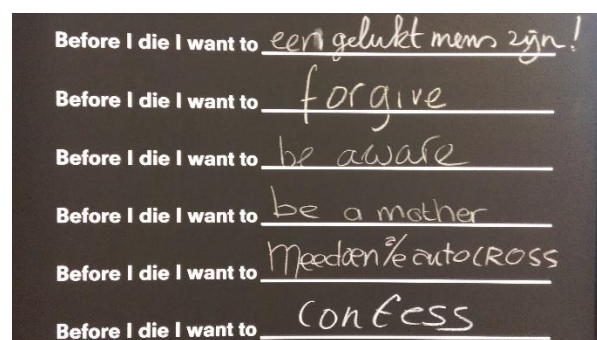 Before I die I want to een gelukt mens zijn!
Before I die I want to forgive
Before I die I want to be aware
Before I die I want to be a mother
Before I die I want to meedoen autoCROSS
Before I die I want to confess